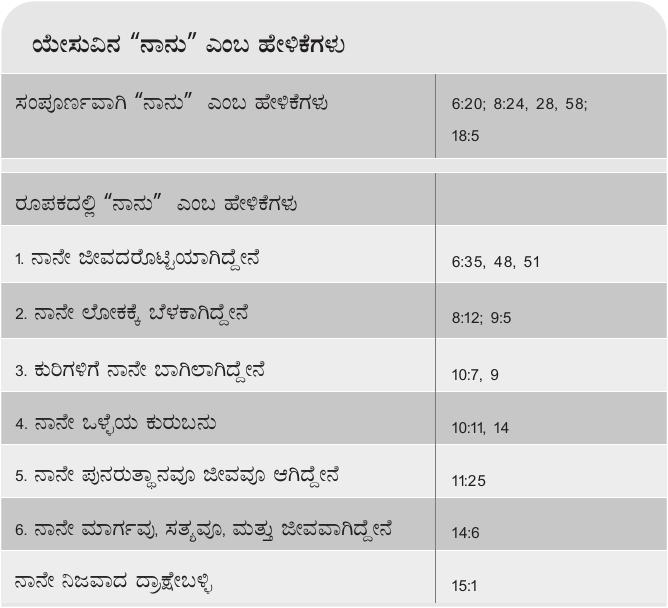 ಯೇಸುವಿನ “ನಾನು” ಎಂಬ ಹೇಳಿಕೆಗಳು
ಸಂಪೂರ್ಣವಾಗಿ “ನಾನು” ಎಂಬ ಹೇಳಿಕೆಗಳು 6:20; 8:24, 28, 58;
18:5
ರೂಪಕದಲ್ಲಿ “ನಾನು” ಎಂಬ ಹೇಳಿಕೆಗಳು
1. ನಾನೇ ಜೀವದರೊಟ್ಟಿಯಾಗಿದ್ದೇನೆ 6:35, 48, 51
2. ನಾನೇ ಲೋಕಕ್ಕೆ ಬೆಳಕಾಗಿದ್ದೇನೆ 8:12; 9:5
3. ಕುರಿಗಳಿಗೆ ನಾನೇ ಬಾಗಿಲಾಗಿದ್ದೇನೆ 10:7, 9
4. ನಾನೇ ಒಳ್ಳೆಯ ಕುರುಬನು 10:11, 14
5. ನಾನೇ ಪುನರುತ್ಥಾನವೂ ಜೀವವೂ ಆಗಿದ್ದೇನೆ 11:25
6. ನಾನೇ ಮಾರ್ಗವು, ಸತ್ಯವೂ, ಮತ್ತು ಜೀವವಾಗಿದ್ದೇನೆ 14:6
ನಾನೇ ನಿಜವಾದ ದ್ರಾಕ್ಷೇಬಳ್ಳಿ 15:1